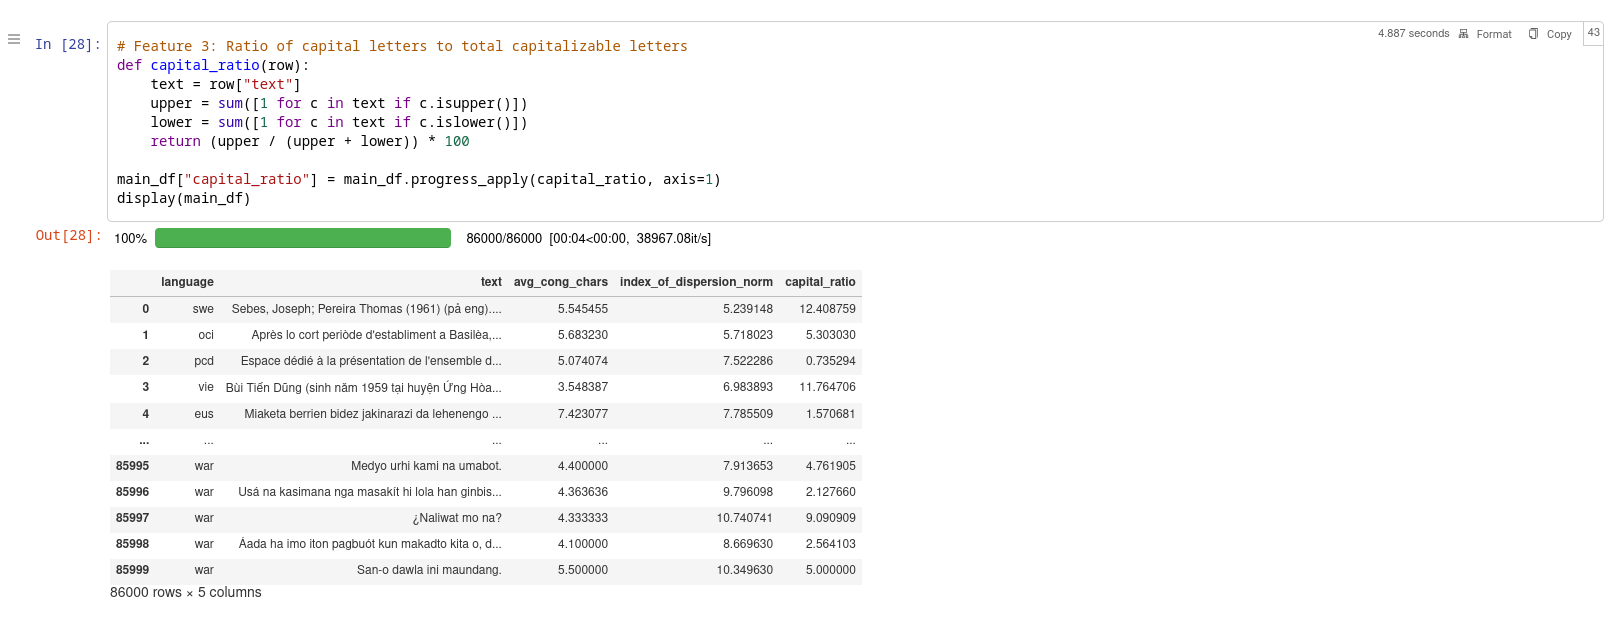 4.887 seconds Format Copy 43
In [28]:
# Feature 3: Ratio of capital letters to total capitalizable letters
def capital_ratio(row):
    text = row["text"]
    upper = sum([1 for c in text if c.isupper()])
    lower = sum([1 for c in text if c.islower()])
    return (upper / (upper + lower)) * 100
main_df["capital_ratio"] = main_df.progress_apply(capital_ratio, axis=1)
display(main_df)
Out[28]:
100% 86000/86000 [00:04<00:00, 38967.08it/s]
language text avg_cong_chars index_of_dispersion_norm capital_ratio
0 swe Sebes, Joseph; Pereira Thomas (1961) (på eng).... 5.545455 5.239148 12.408759
1 oci Après lo cort periòde d'establiment a Basilèa,... 5.683230 5.718023 5.303030
2 pcd Espace dédié à la présentation de l'ensemble d... 5.074074 7.522286 0.735294
3 vie Bùi Tiến Dũng (sinh năm 1959 tại huyện Ứng Hòa... 3.548387 6.983893 11.764706
4 eus Miaketa berrien bidez jakinarazi da lehenengo ... 7.423077 7.785509 1.570681
... ... ... ... ... ...
85995 war Medyo urhi kami na umabot. 4.400000 7.913653 4.761905
85996 war Usá na kasimana nga masakít hi lola han ginbis... 4.363636 9.796098 2.127660
85997 war ¿Naliwat mo na? 4.333333 10.740741 9.090909
85998 war Áada ha imo iton pagbuót kun makadto kita o, d... 4.100000 8.669630 2.564103
85999 war San-o dawla ini maundang. 5.500000 10.349630 5.000000
86000 rows × 5 columns